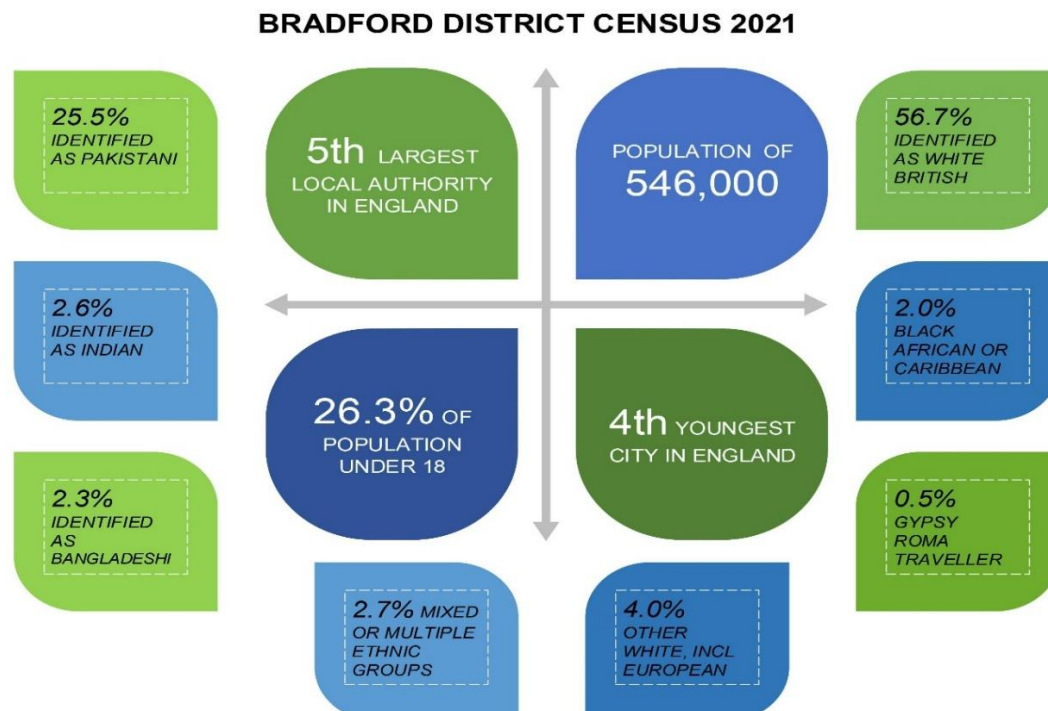 BRADFORD DISTRICT CENSUS 2021
25.5%
IDENTIFIED
AS PAKISTANI
5th LARGEST
LOCAL AUTHORITY
IN ENGLAND
POPULATION OF
546,000
56.7%
IDENTIFIED
AS WHITE
BRITISH
2.6%
IDENTIFIED
AS INDIAN
2.0%
BLACK
AFRICAN OR
CARIBBEAN
26.3% OF
POPULATION
UNDER 18
4th YOUNGEST
CITY IN ENGLAND
2.3%
IDENTIFIED
AS
BANGLADESHI
0.5%
GYPSY
ROMA
TRAVELLER
2.7% MIXED
OR MULTIPLE
ETHNIC
GROUPS
4.0%
OTHER
WHITE, INCL
EUROPEAN